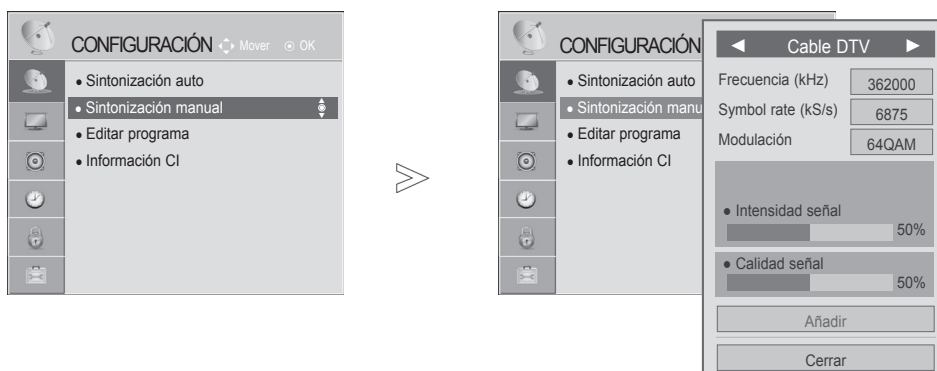 CONFIGURACIÓN Mover OK
• Sintonización auto
• Sintonización manual
• Editar programa
• Información CI
CONFIGURACIÓN
• Sintonización auto
• Sintonización manu
• Editar programa
• Información CI
◄ Cable DTV ►
Frecuencia (kHz) 362000
Symbol rate (kS/s) 6875
Modulación 64QAM
• Intensidad señal
50%
• Calidad señal
50%
Añadir
Cerrar